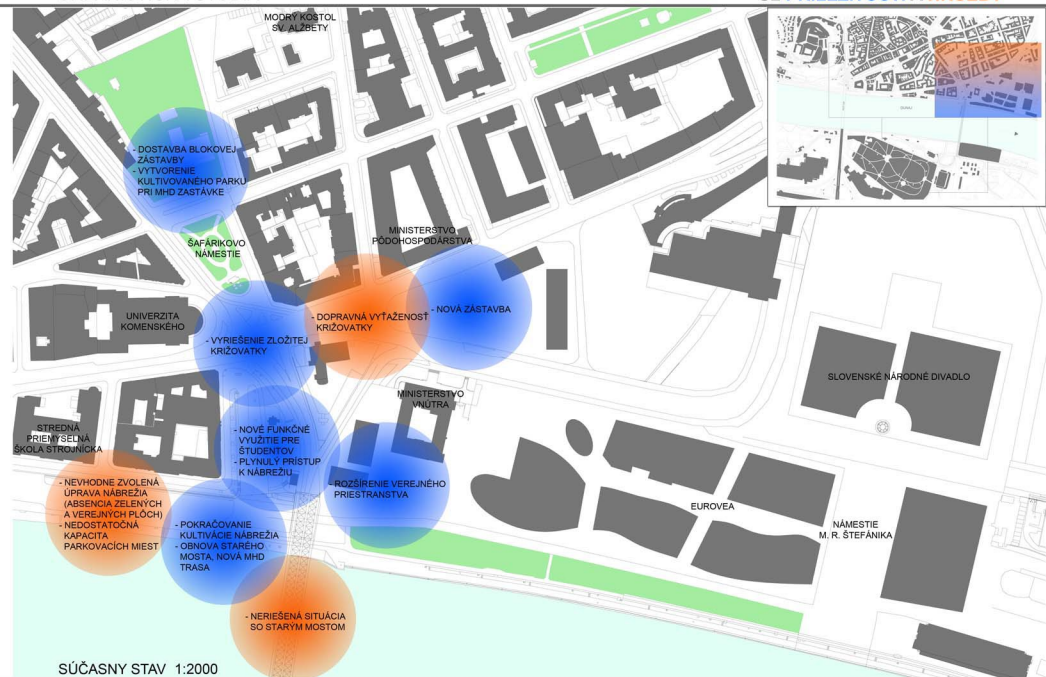 MODRÝ KOSTOL
SV. ALŽBETY
- DOSTAVBA BLOKOVEJ
ZÁSTAVBY
- VYTVORENIE
KULTIVOVANÉHO PARKU
PRI MHD ZASTÁVKE
ŠAFÁRIKOVO
NÁMESTIE
MINISTERSTVO
PÔDOHOSPODÁRSTVA
UNIVERZITA
KOMENSKÉHO
- VYRIEŠENIE ZLOŽITEJ
KRIŽOVATKY
- DOPRAVNÁ VYŤAŽENOSŤ
KRIŽOVATKY
- NOVÁ ZÁSTAVBA
SLOVENSKÉ NÁRODNÉ DIVADLO
MINISTERSTVO
VNÚTRA
STREDNÁ
PRIEMYSELNÁ
ŠKOLA STROJNÍCKA
- NOVÉ FUNKČNÉ
VYUŽITIE PRE
ŠTUDENTOV
- PLYNULÝ PRÍSTUP
K NÁBREŽIU
- ROZŠÍRENIE VEREJNÉHO
PRIESTRANSTVA
- NEVHODNE ZVOLENÁ
ÚPRAVA NÁBREŽIA
(ABSENCIA ZELENÝCH
A VEREJNÝCH PLÔCH)
- NEDOSTATOČNÁ
KAPACITA
PARKOVACÍCH MIEST
- POKRAČOVANIE
KULTIVÁCIE NÁBREŽIA
- OBNOVA STARÉHO
MOSTA, NOVÁ MHD
TRASA
EUROVEA
NÁMESTIE
M. R. ŠTEFÁNIKA
- NERIEŠENÁ SITUÁCIA
SO STARÝM MOSTOM
SÚČASNY STAV 1:2000